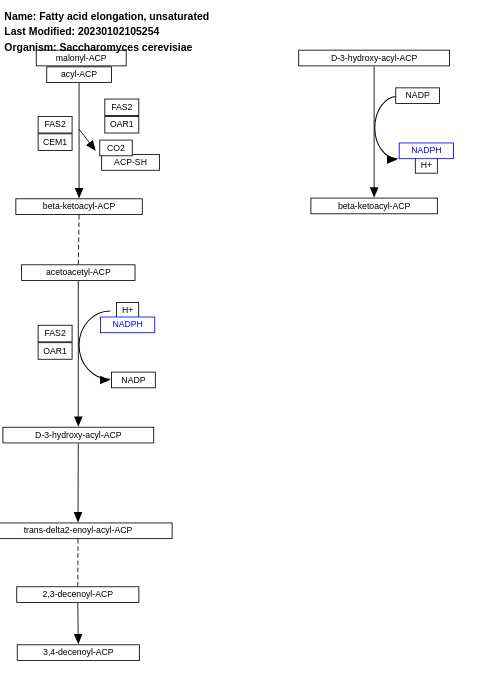 Name: Fatty acid elongation, unsaturated
Last Modified: 20230102105254
Organism: Saccharomyces cerevisiae
malonyl-ACP
acyl-ACP
FAS2
OAR1
FAS2
CEM1
CO2
ACP-SH
beta-ketoacyl-ACP
acetoacetyl-ACP
H+
NADPH
FAS2
OAR1
NADP
D-3-hydroxy-acyl-ACP
trans-delta2-enoyl-acyl-ACP
2,3-decenoyl-ACP
3,4-decenoyl-ACP
D-3-hydroxy-acyl-ACP
NADP
NADPH
H+
beta-ketoacyl-ACP